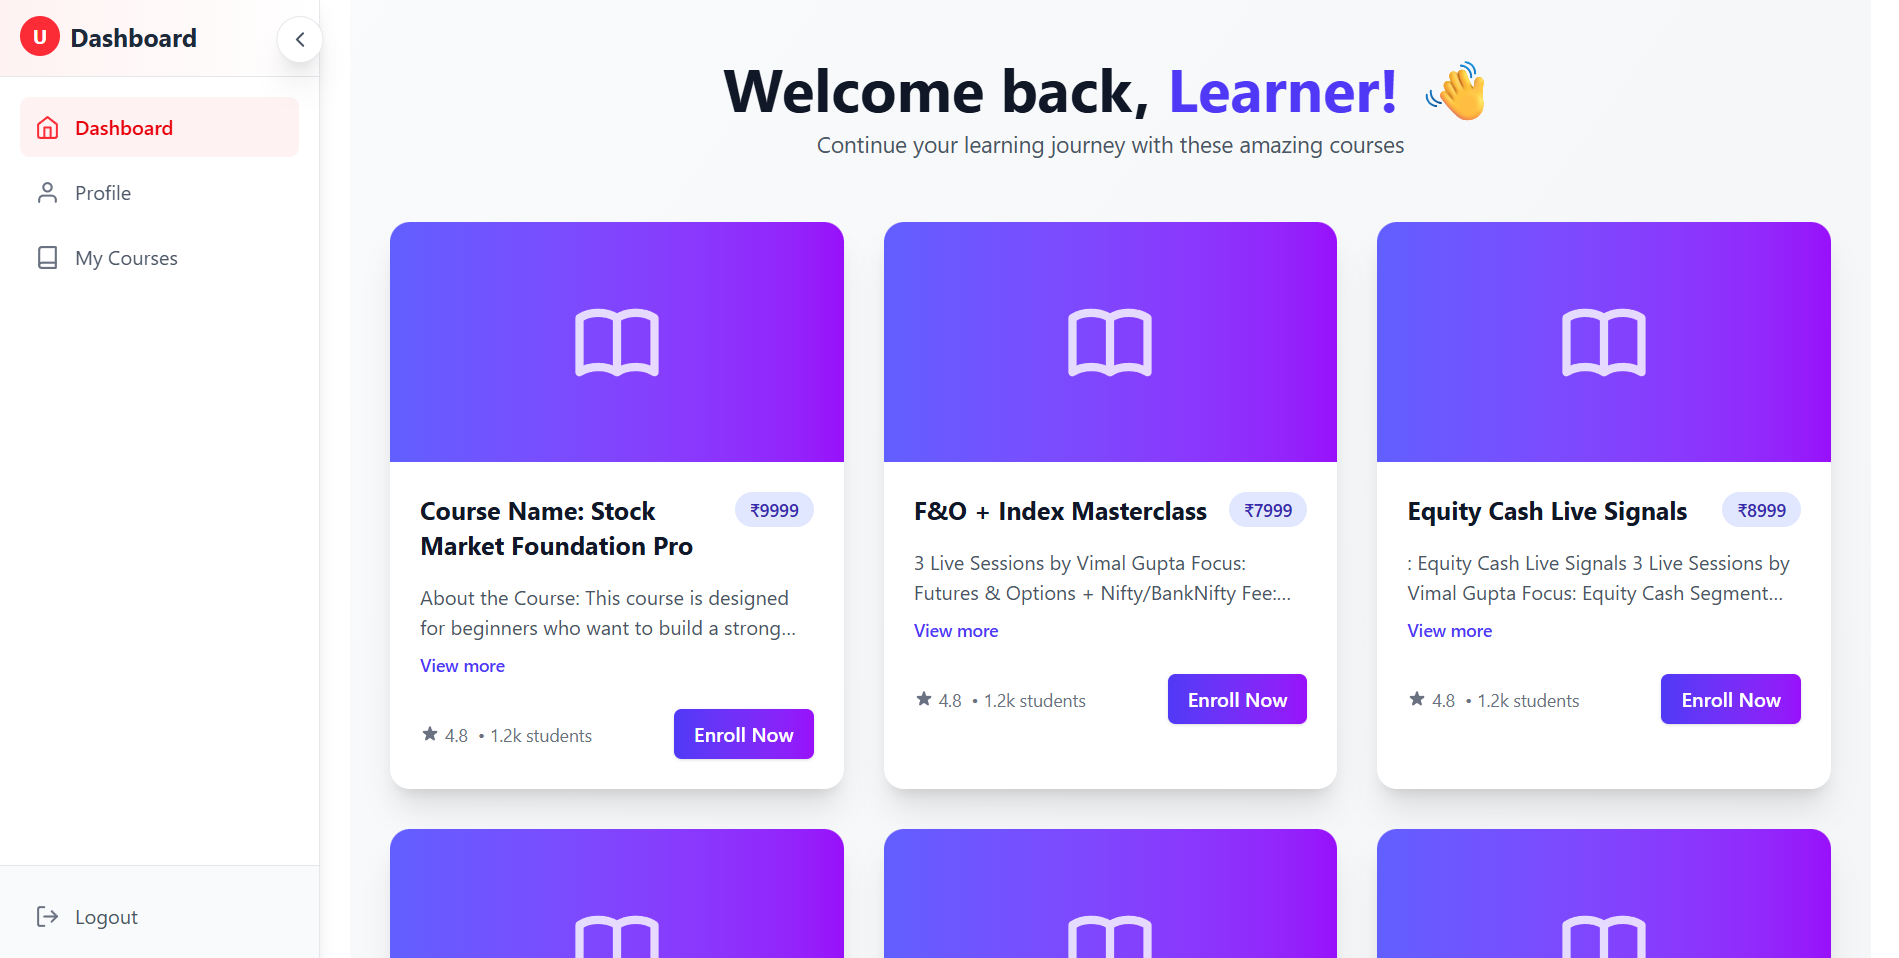 U Dashboard
Dashboard
Profile
My Courses
Logout
Welcome back, Learner! 👋
Continue your learning journey with these amazing courses
Course Name: Stock
Market Foundation Pro
₹9999
About the Course: This course is designed
for beginners who want to build a strong...
View more
★ 4.8 • 1.2k students
Enroll Now
F&O + Index Masterclass
₹7999
3 Live Sessions by Vimal Gupta Focus:
Futures & Options + Nifty/BankNifty Fee:...
View more
★ 4.8 • 1.2k students
Enroll Now
Equity Cash Live Signals
₹8999
: Equity Cash Live Signals 3 Live Sessions by
Vimal Gupta Focus: Equity Cash Segment...
View more
★ 4.8 • 1.2k students
Enroll Now